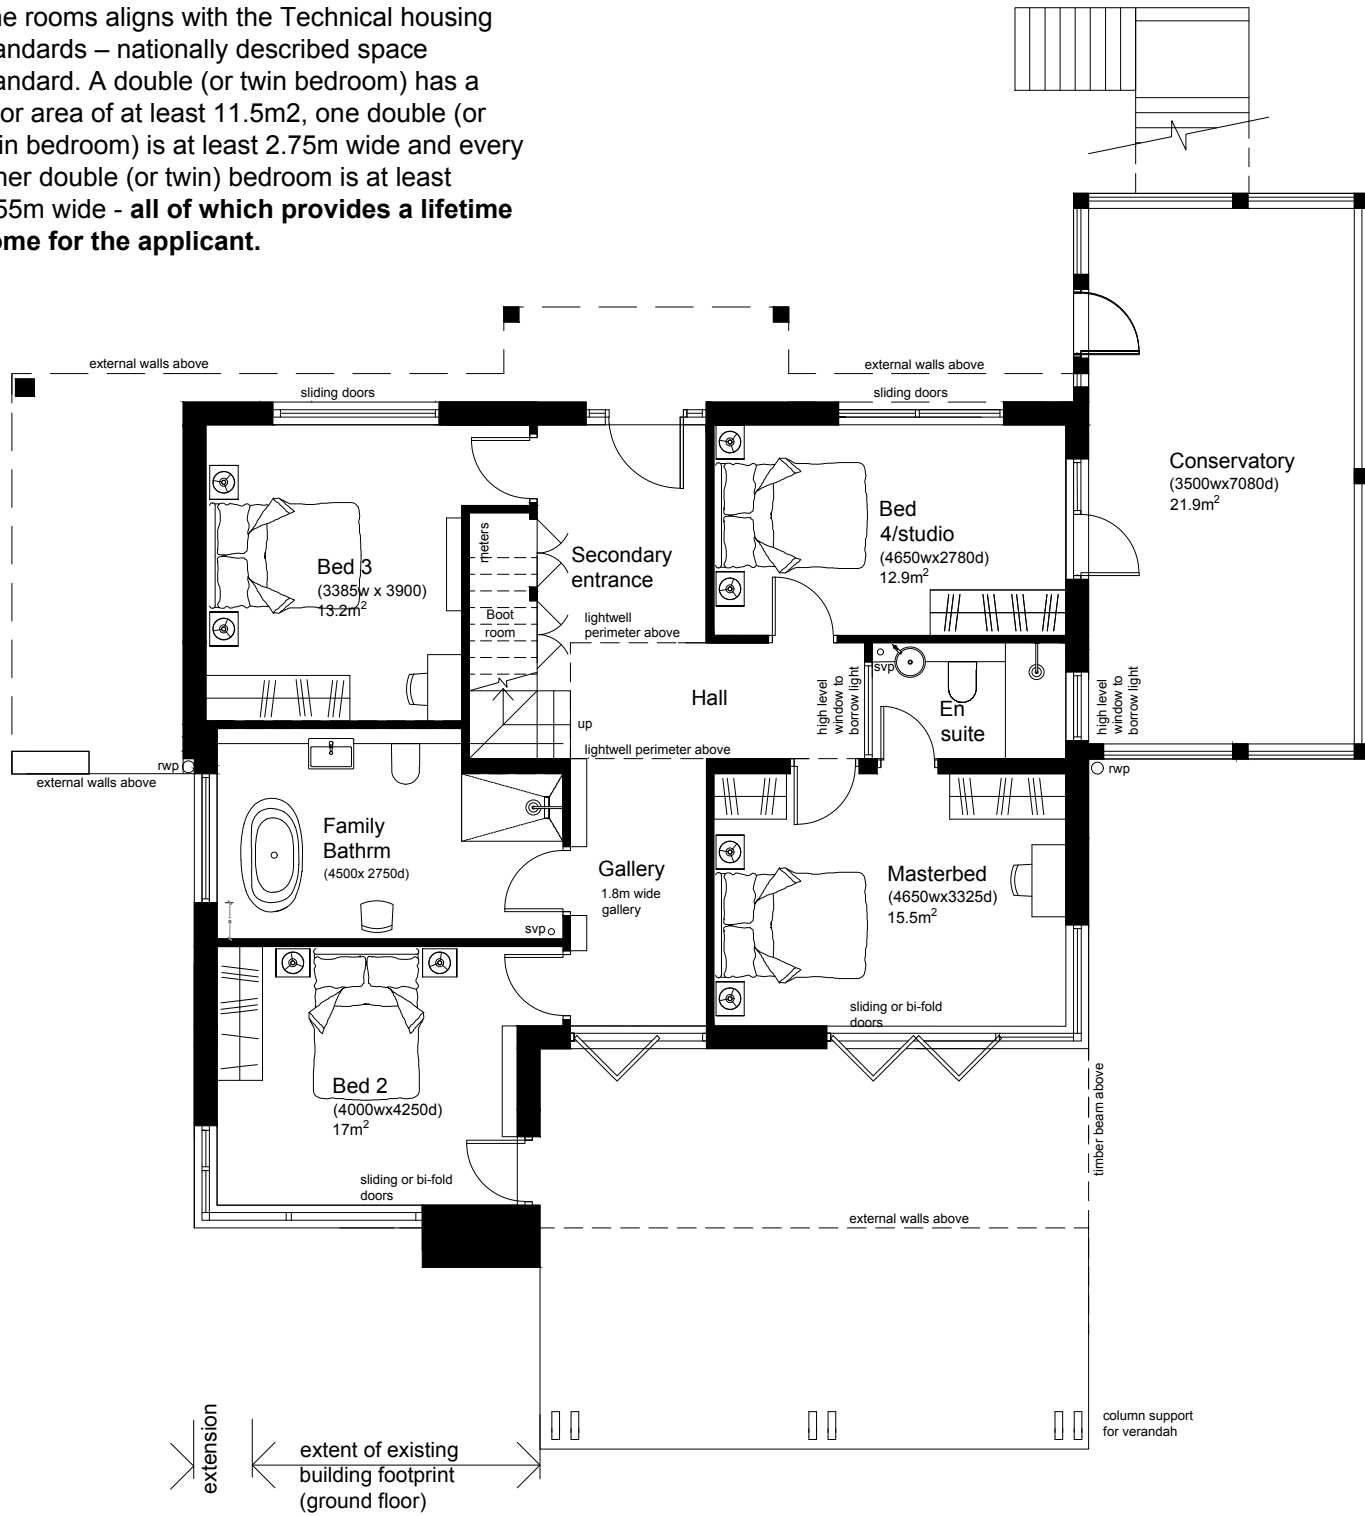 ne rooms aligns with the Technical housing
andards – nationally described space
andard. A double (or twin bedroom) has a
or area of at least 11.5m2, one double (or
in bedroom) is at least 2.75m wide and every
her double (or twin) bedroom is at least
55m wide - all of which provides a lifetime
ome for the applicant.
external walls above
external walls above
sliding doors
sliding doors
Conservatory
(3500wx7080d)
21.9m²
Bed
4/studio
(4650wx2780d)
12.9m²
meters
Secondary
entrance
Bed 3
(3385w x 3900)
13.2m²
Boot
room
lightwell
perimeter above
svp
high level
window to
borrow light
high level
window to
borrow light
Hall
En
suite
up
lightwell perimeter above
rwp
rwp
external walls above
Family
Bathrm
(4500x 2750d)
Gallery
1.8m wide
gallery
Masterbed
(4650wx3325d)
15.5m²
svp
sliding or bi-fold
doors
Bed 2
(4000wx4250d)
17m²
timber beam above
sliding or bi-fold
doors
external walls above
column support
for verandah
extension
extent of existing
building footprint
(ground floor)